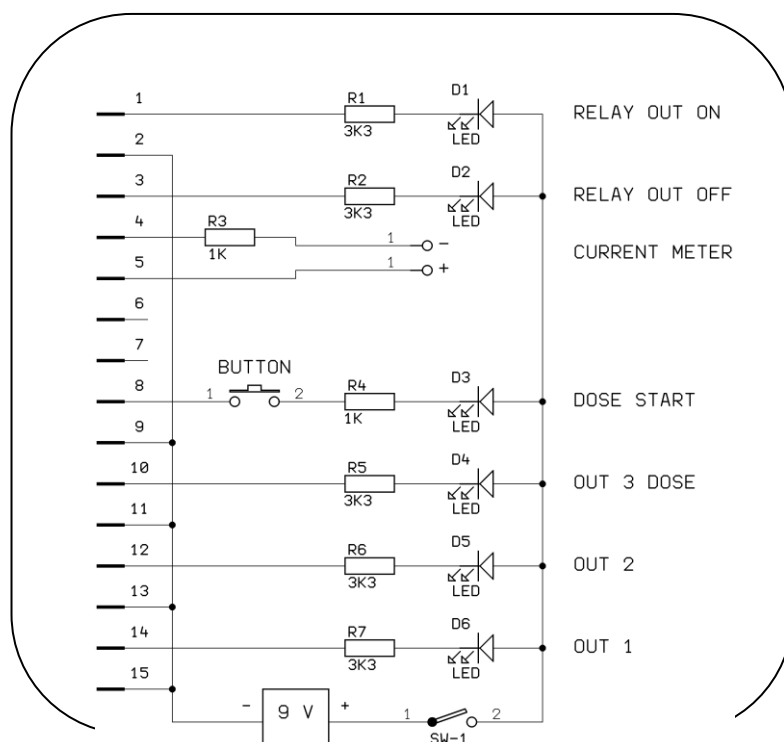 1 R1 D1 RELAY OUT ON
3K3 LED
2
3 R2 D2 RELAY OUT OFF
3K3 LED
4 R3 1 -
1K CURRENT METER
5 1 +
6
7
BUTTON
8 1 2 R4 D3 DOSE START
1K LED
9
10 R5 D4 OUT 3 DOSE
3K3 LED
11
12 R6 D5 OUT 2
3K3 LED
13
14 R7 D6 OUT 1
3K3 LED
15
- 9 V + 1 2
SW-1